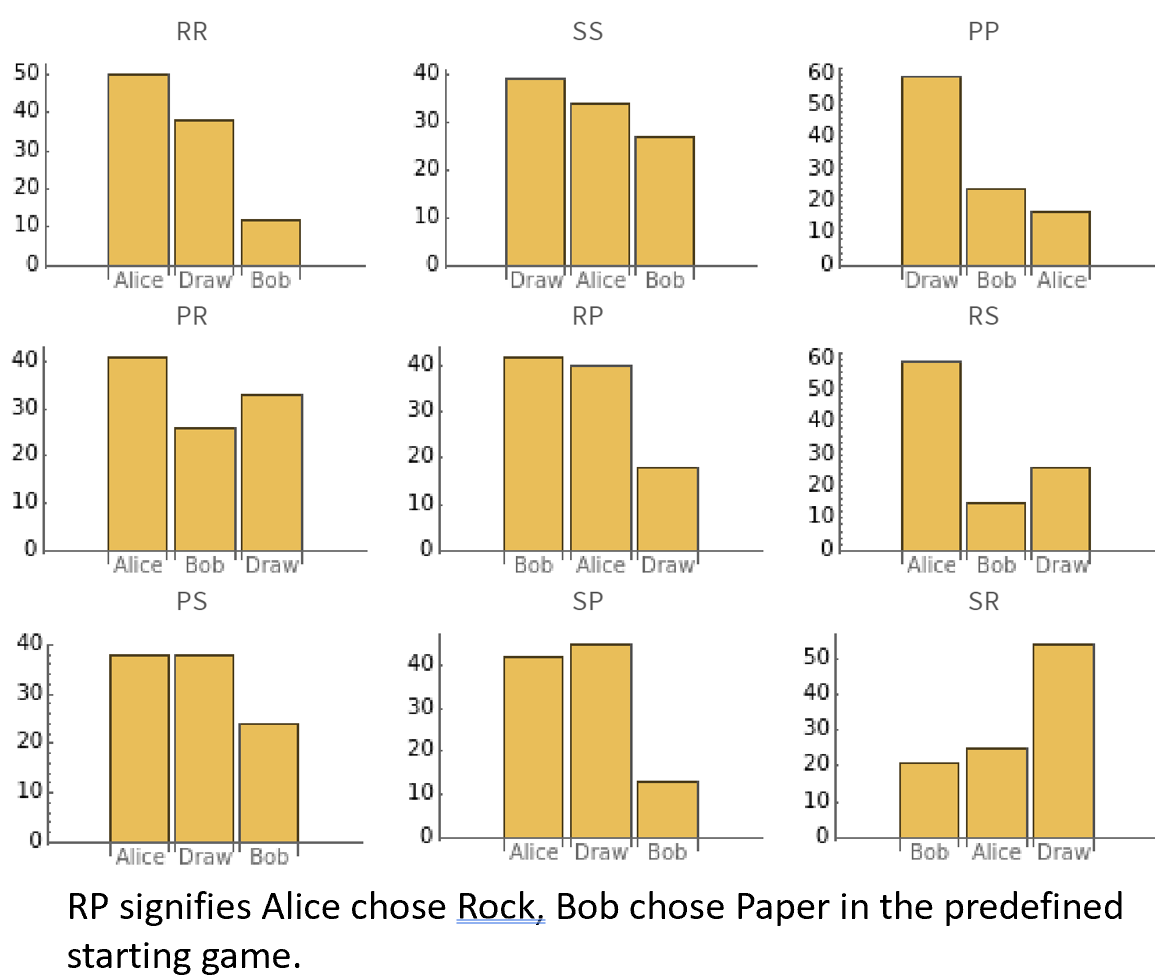 RR
SS
PP
50
40
30
20
10
0
Alice Draw Bob
40
30
20
10
0
Draw Alice Bob
60
50
40
30
20
10
0
Draw Bob Alice
PR
RP
RS
40
30
20
10
0
Alice Bob Draw
40
30
20
10
0
Bob Alice Draw
60
50
40
30
20
10
0
Alice Bob Draw
PS
SP
SR
40
30
20
10
0
Alice Draw Bob
40
30
20
10
0
Alice Draw Bob
50
40
30
20
10
0
Bob Alice Draw
RP signifies Alice chose Rock, Bob chose Paper in the predefined
starting game.